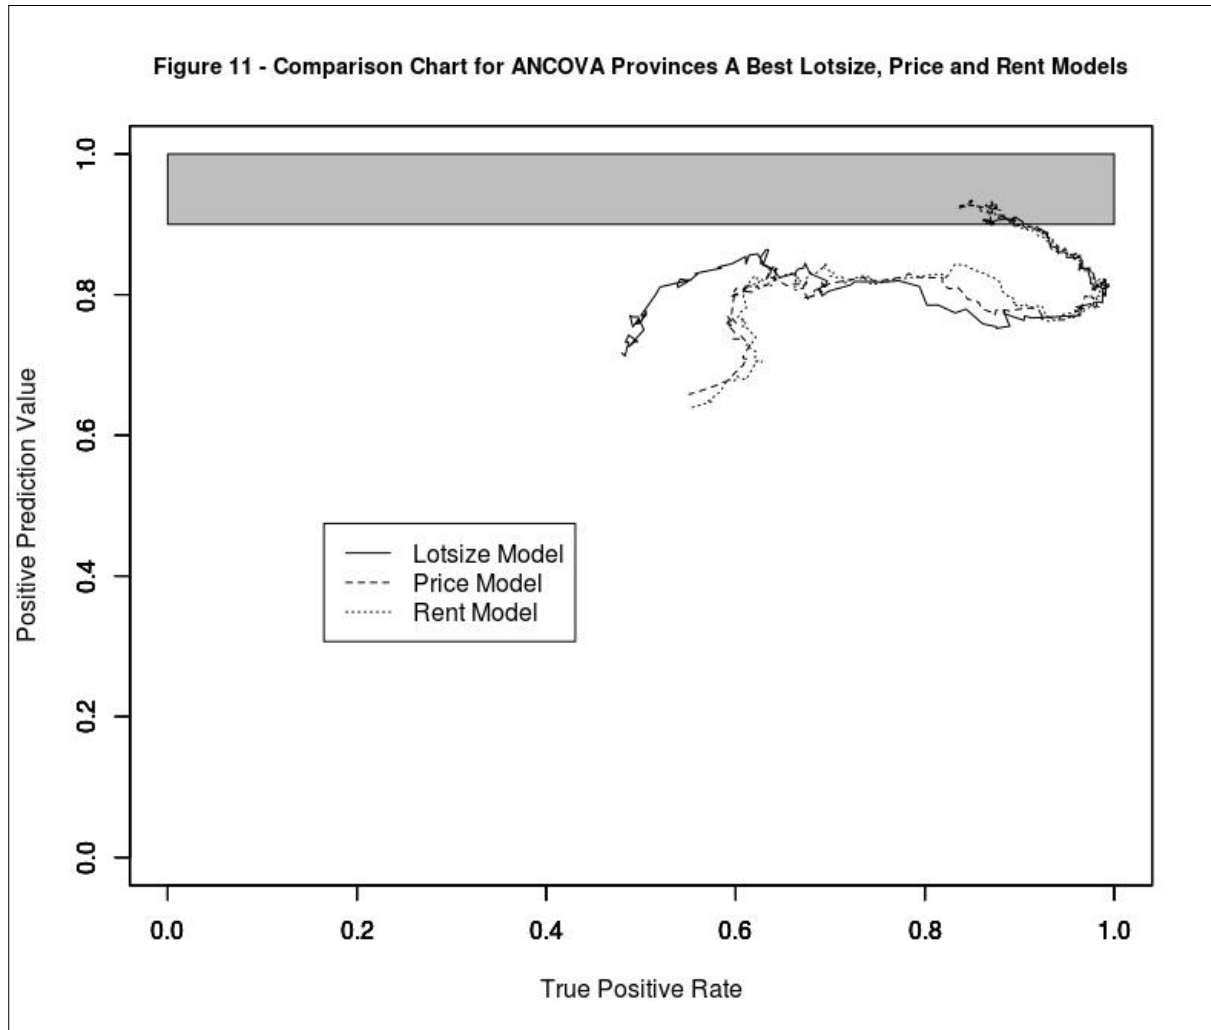 Figure 11 - Comparison Chart for ANCOVA Provinces A Best Lotsize, Price and Rent Models
Positive Prediction Value
1.0
0.8
0.6
0.4
0.2
0.0
Lotsize Model
Price Model
Rent Model
0.0 0.2 0.4 0.6 0.8 1.0
True Positive Rate